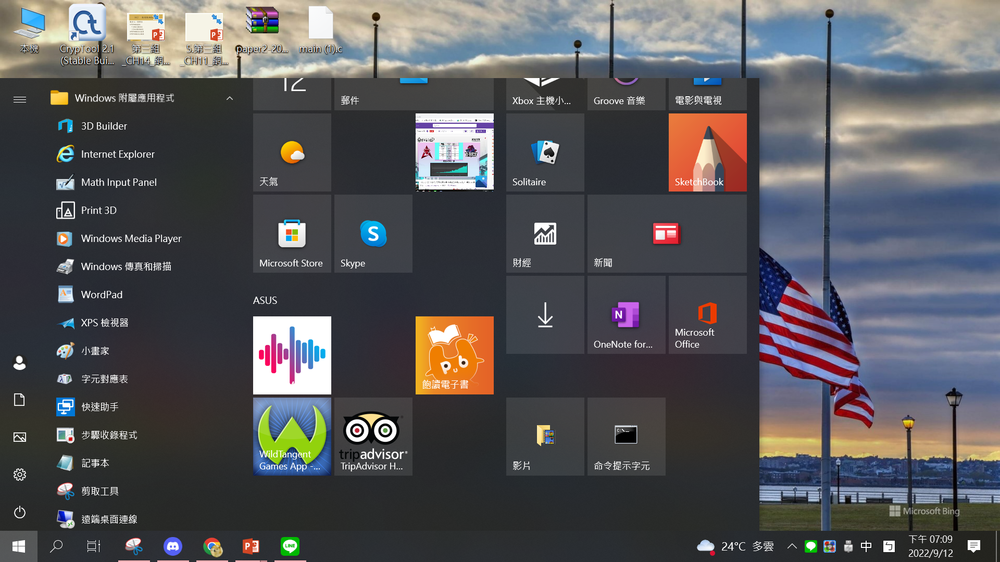 本機
CrypTool 2.1
(Stable Bui...
第三組
_CH14_網...
5.第三組
_CH11_網...
paper2-20...
main (1).c
Windows 附屬應用程式
3D Builder
Internet Explorer
Math Input Panel
Print 3D
Windows Media Player
Windows 傳真和掃描
WordPad
XPS 檢視器
小畫家
字元對應表
快速助手
步驟收錄程式
記事本
剪取工具
遠端桌面連線
12
郵件
天氣
Microsoft Store
Skype
ASUS
飽讀電子書
WildTangent
Games App -...
tripadvisor
TripAdvisor H...
Xbox 主機小...
Groove 音樂
電影與電視
Solitaire
SketchBook
財經
新聞
OneNote for...
Microsoft
Office
影片
C:\_
命令提示字元
Microsoft Bing
LINE
24°C 多雲
中
ㄅ
下午 07:09
2022/9/12